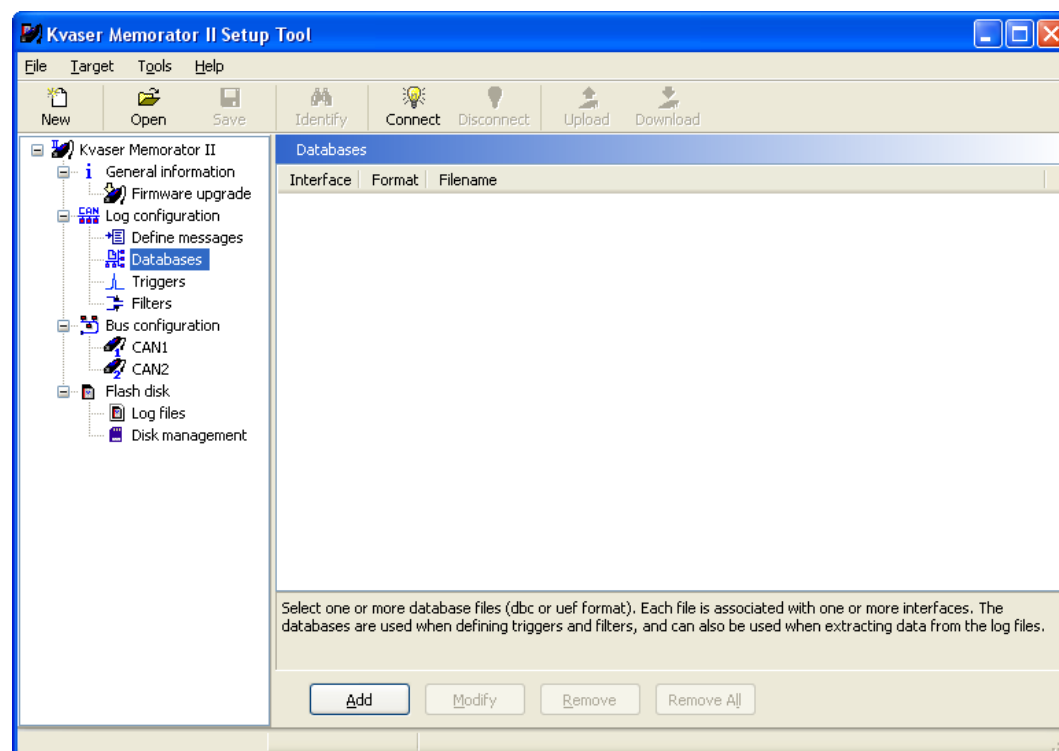 Kvaser Memorator II Setup Tool
File Target Tools Help
New Open Save Identify Connect Disconnect Upload Download
Kvaser Memorator II
General information
Firmware upgrade
Log configuration
Define messages
Databases
Triggers
Filters
Bus configuration
CAN1
CAN2
Flash disk
Log files
Disk management
Databases
Interface Format Filename
Select one or more database files (dbc or uef format). Each file is associated with one or more interfaces. The
databases are used when defining triggers and filters, and can also be used when extracting data from the log files.
Add Modify Remove Remove All